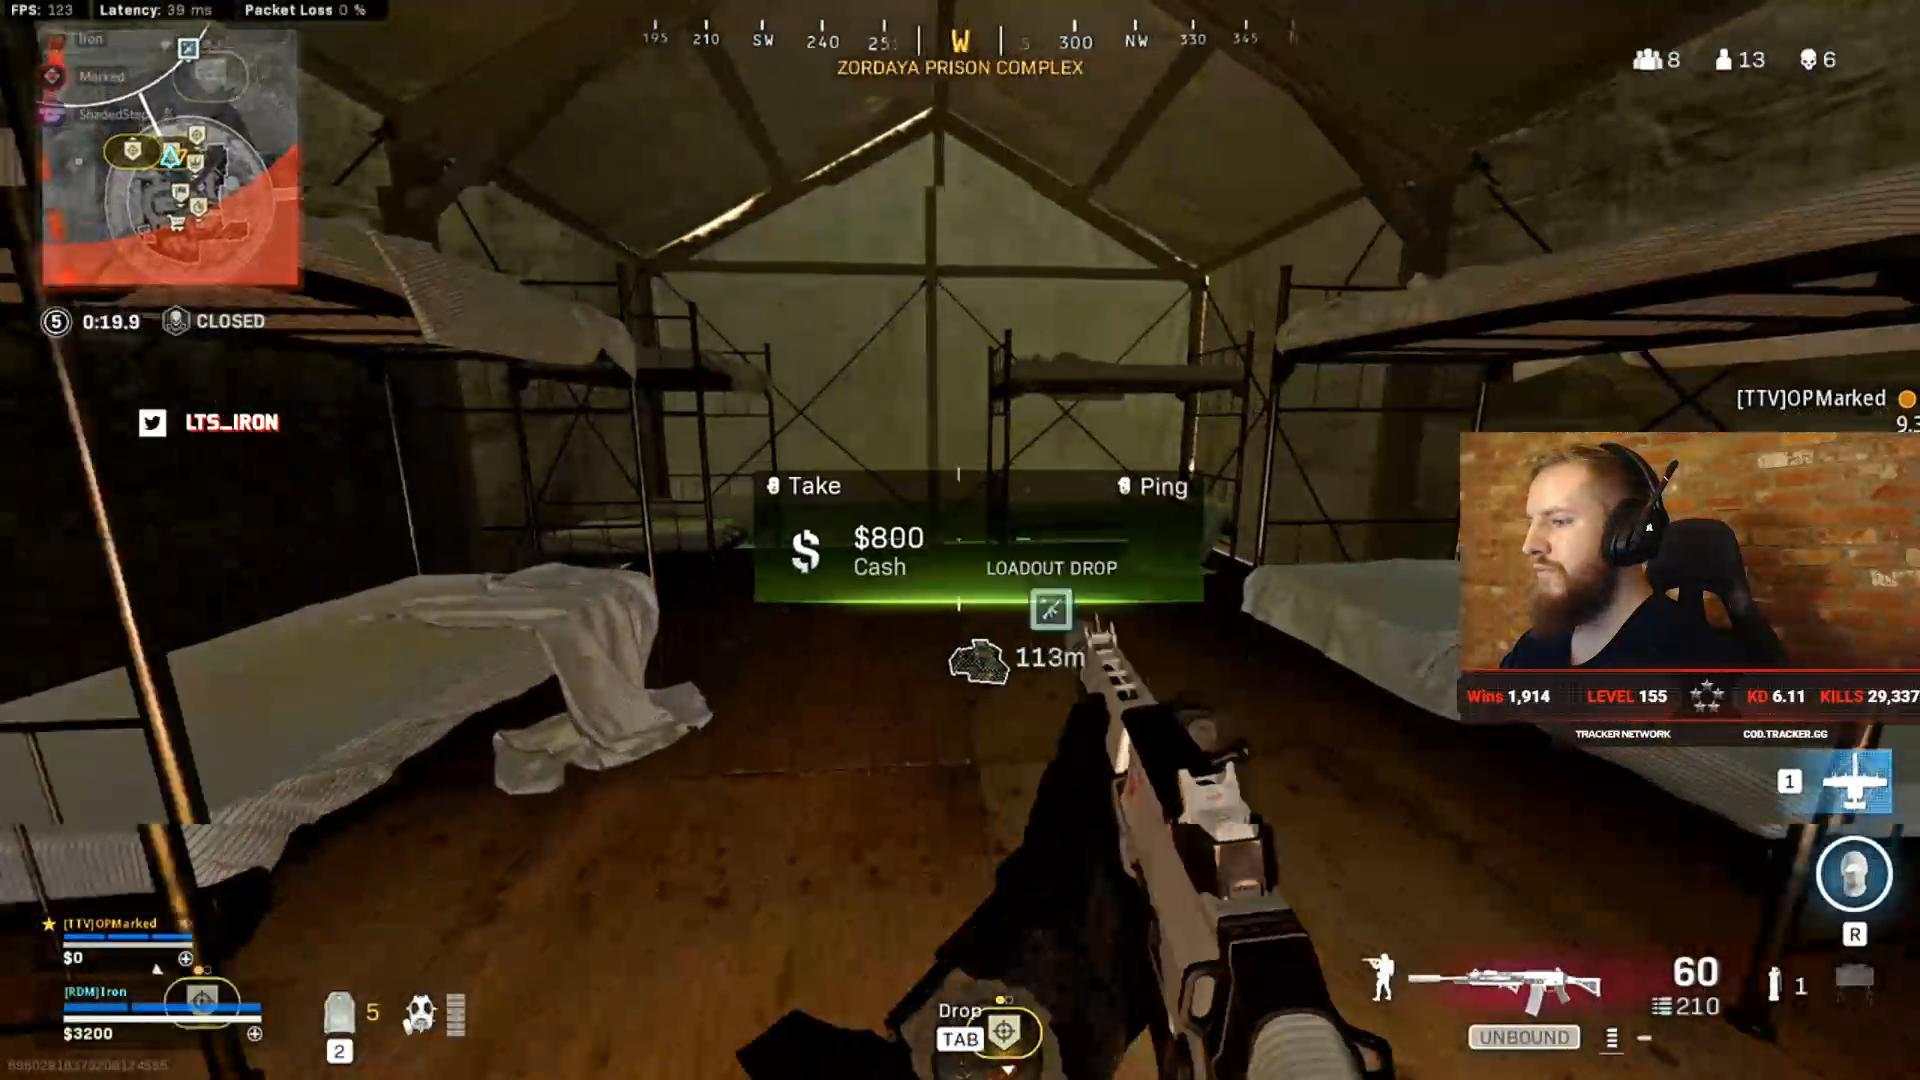 FPS: 123 Latency: 39 ms Packet Loss 0 %
195 210 SW 240 W 300 NW 330 345
ZORDAYA PRISON COMPLEX
8 13 6
Iron
Marked
ShadedStep
5 0:19.9 CLOSED
LTS_IRON
[TTV]OPMarked
Take Ping
$800
Cash
LOADOUT DROP
113m
Wins 1,914 LEVEL 155 KD 6.11 KILLS 29,337
TRACKER NETWORK COD.TRACKER.GG
1
R
[TTV]OPMarked
$0
[RDM]Iron
$3200
5
2
Drop
TAB
60
210
1
UNBOUND